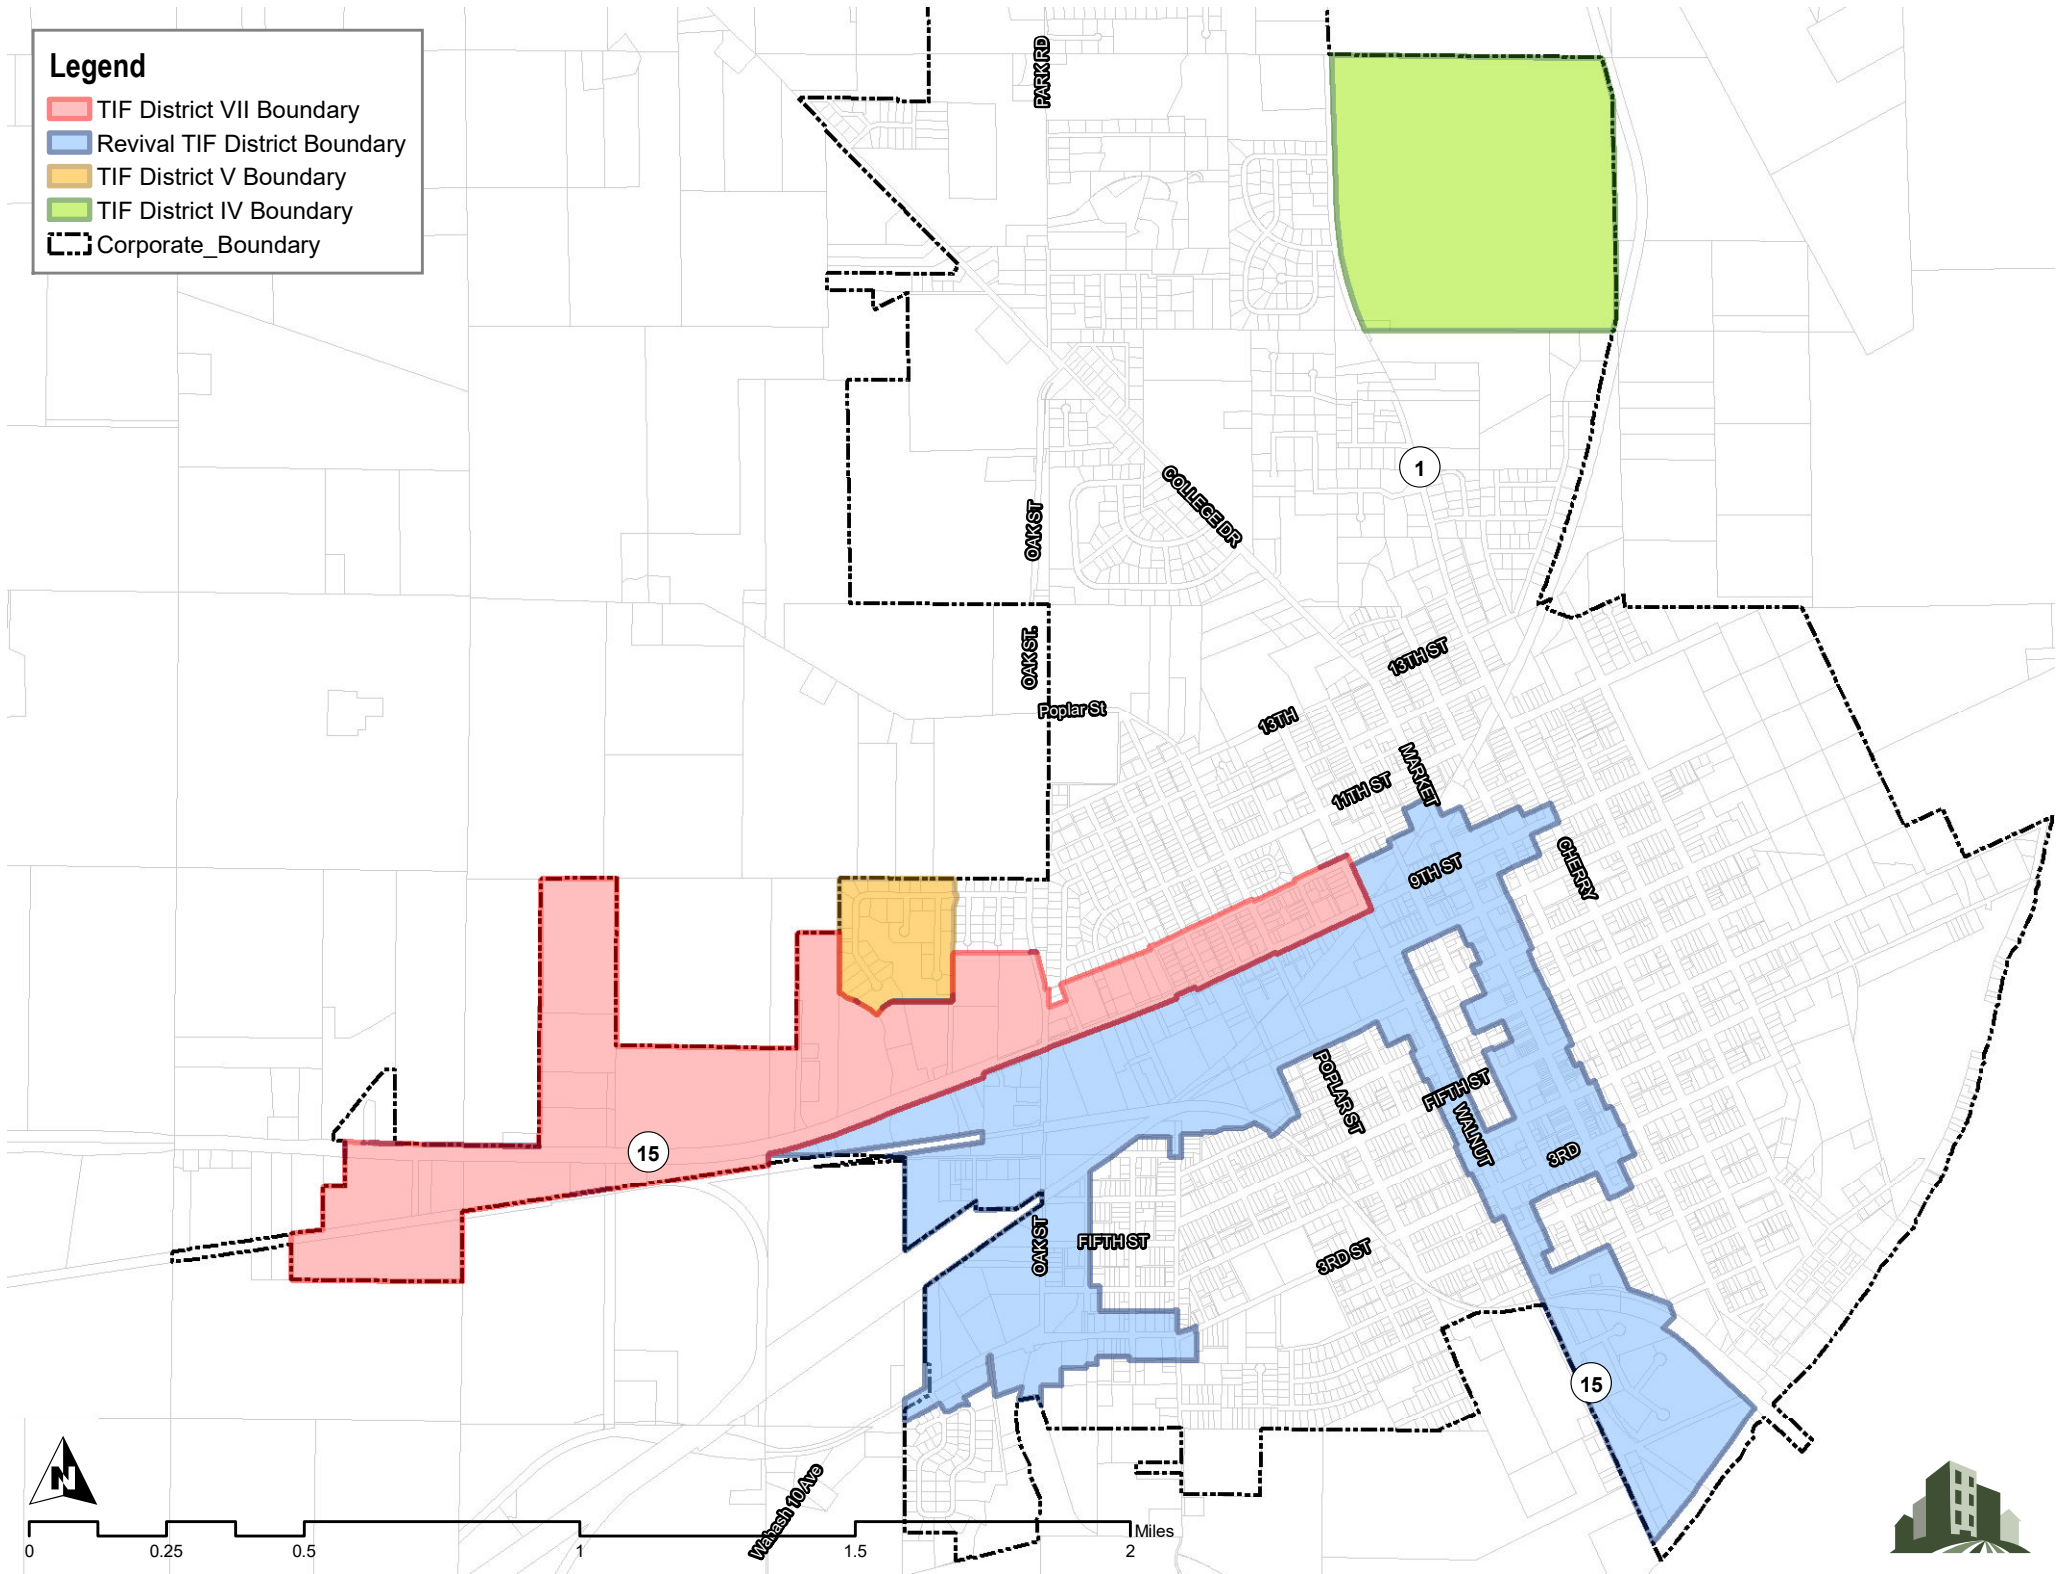 Legend
TIF District VII Boundary
Revival TIF District Boundary
TIF District V Boundary
TIF District IV Boundary
Corporate_Boundary
PARK RD
1
COLLEGE DR
OAK ST
OAK ST.
Poplar St
13TH ST
13TH
MARKET
11TH ST
9TH ST
CHERRY
POPLAR ST
FIFTH ST
WALNUT
3RD
15
OAK ST
FIFTH ST
3RD ST
15
Wabash 10 Ave
N
Miles
0
0.25
0.5
1
1.5
2